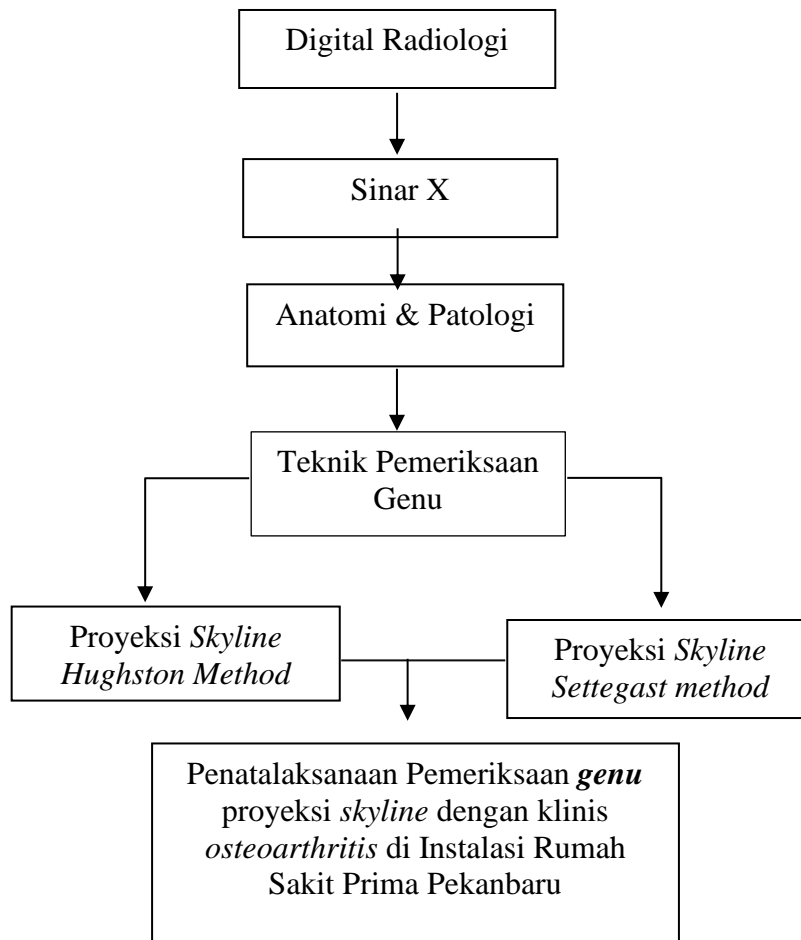 Digital Radiologi
Sinar X
Anatomi & Patologi
Teknik Pemeriksaan
Genu
Proyeksi Skyline
Hughston Method
Proyeksi Skyline
Settegast method
Penatalaksanaan Pemeriksaan genu
proyeksi skyline dengan klinis
osteoarthritis di Instalasi Rumah
Sakit Prima Pekanbaru